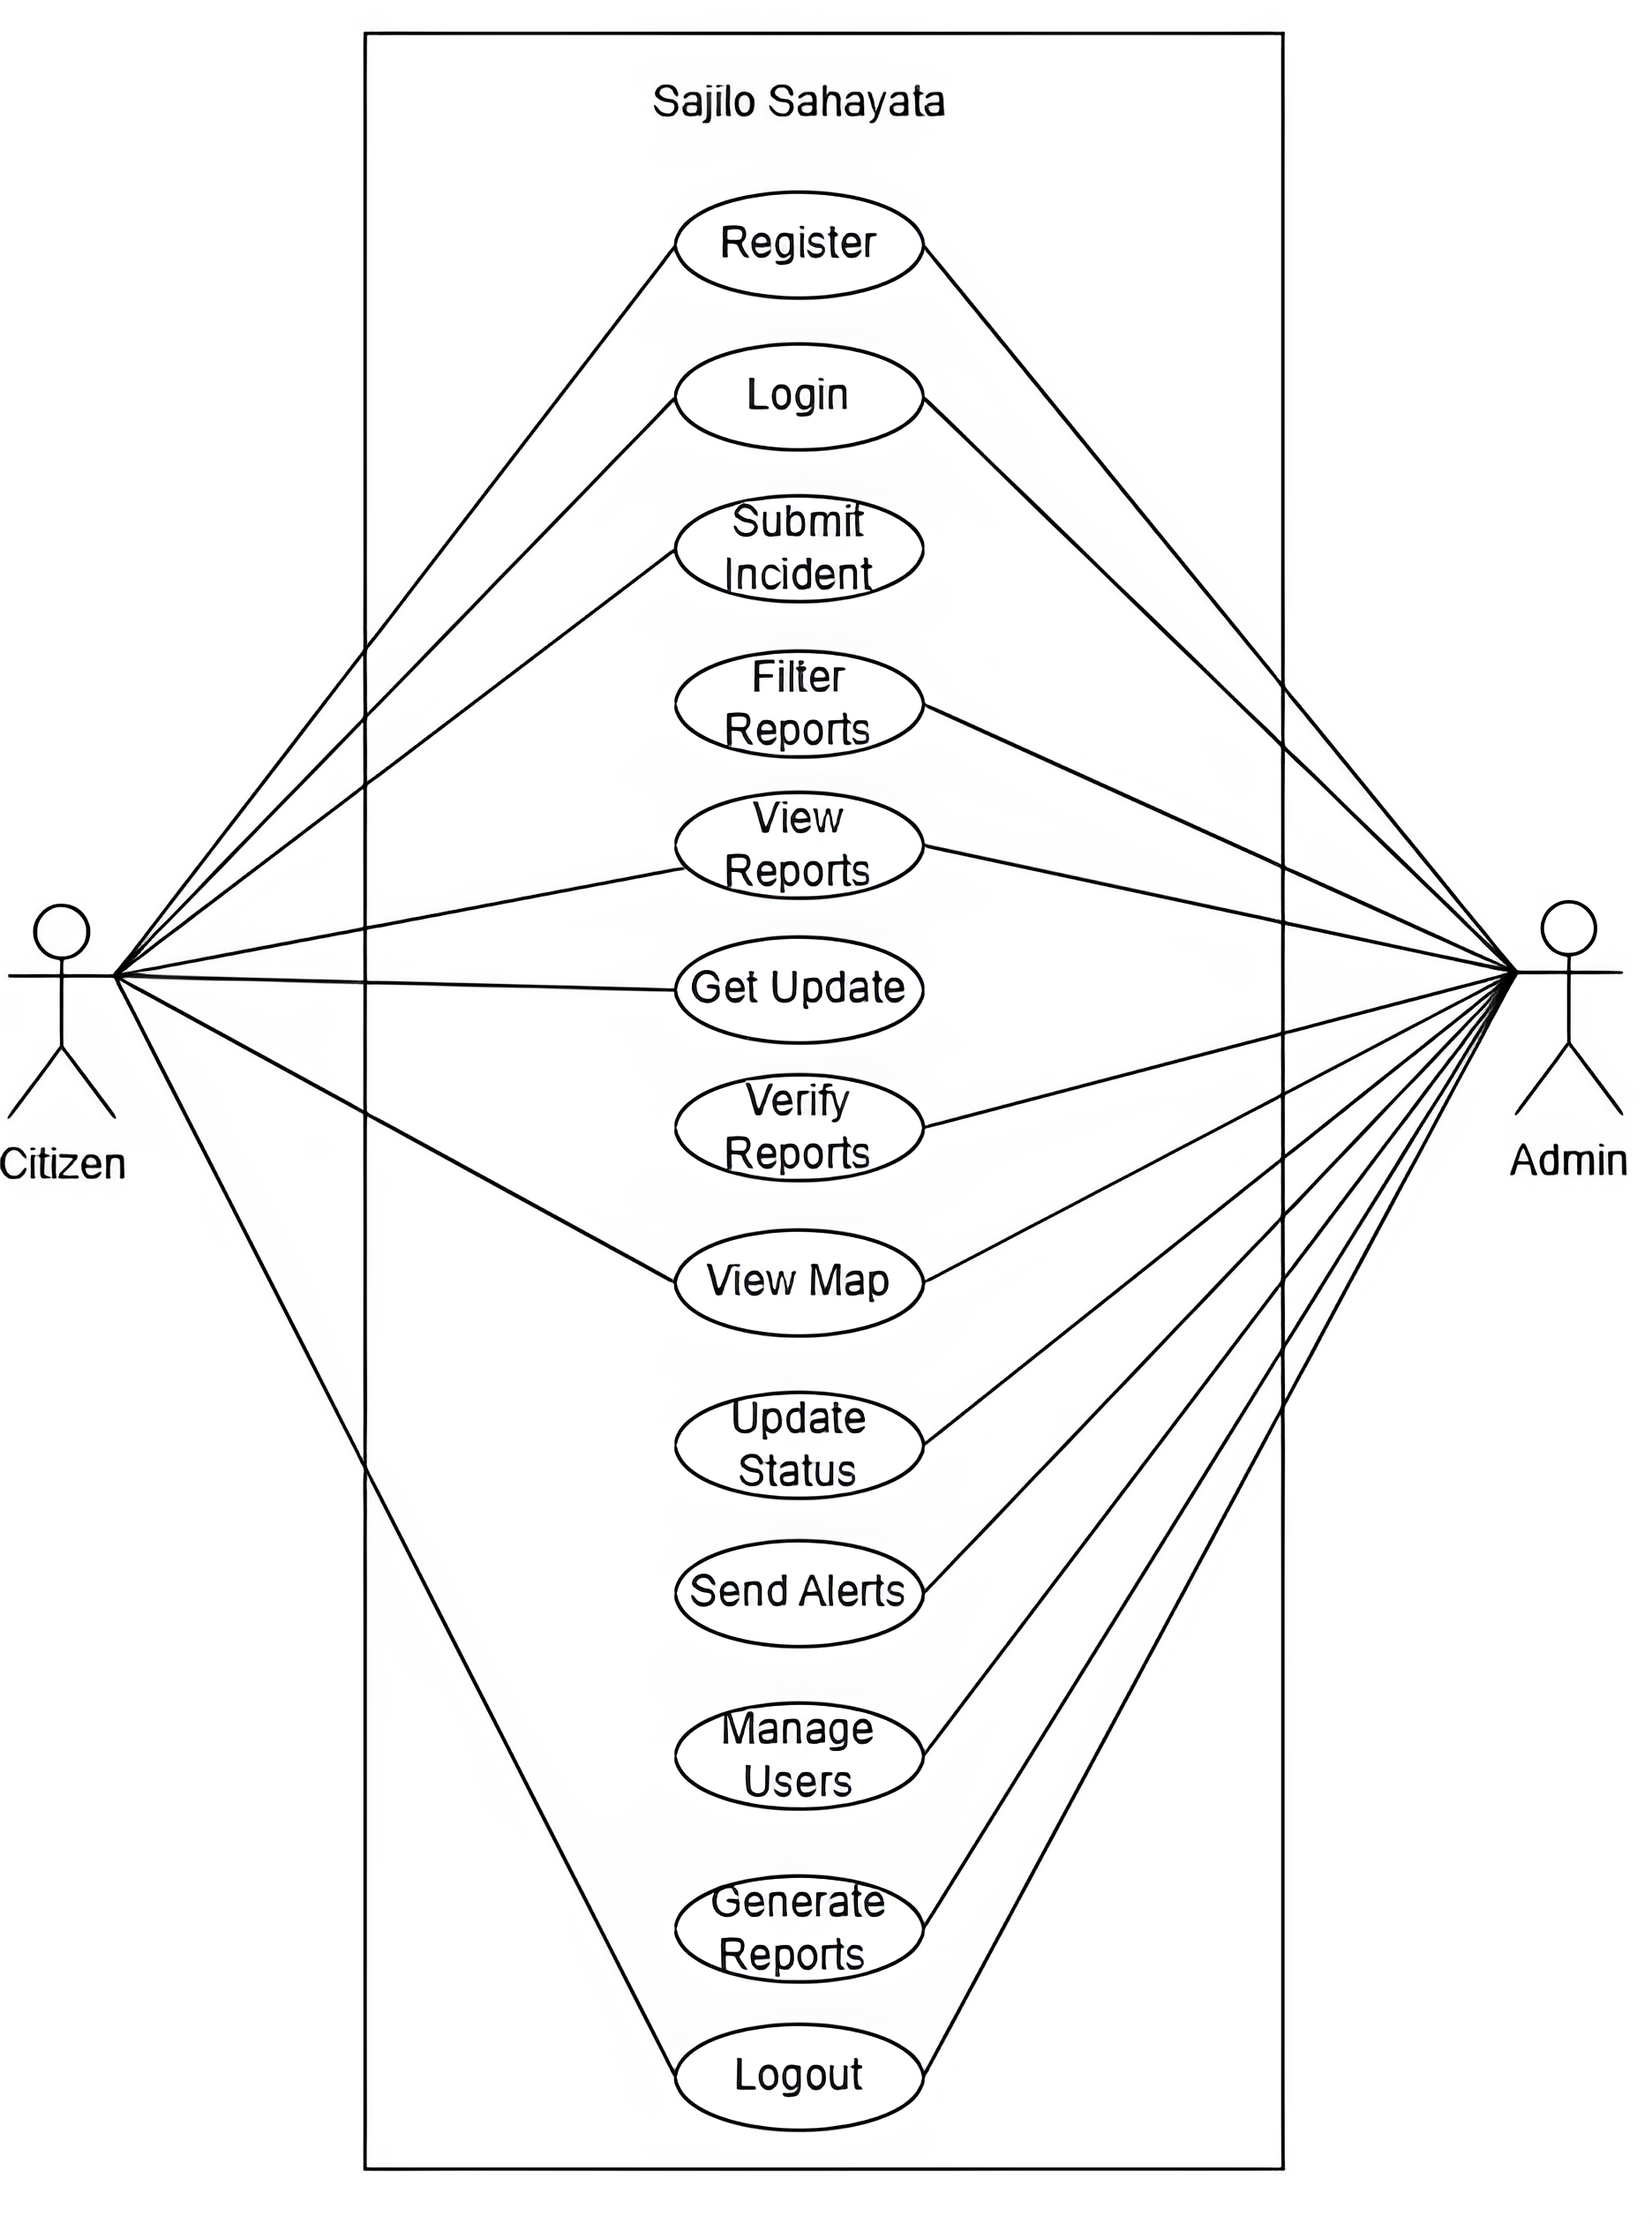 Sajilo Sahayata
Register
Login
Submit
Incident
Filter
Reports
View
Reports
Get Update
Verify
Reports
Citizen
Admin
View Map
Update
Status
Send Alerts
Manage
Users
Generate
Reports
Logout